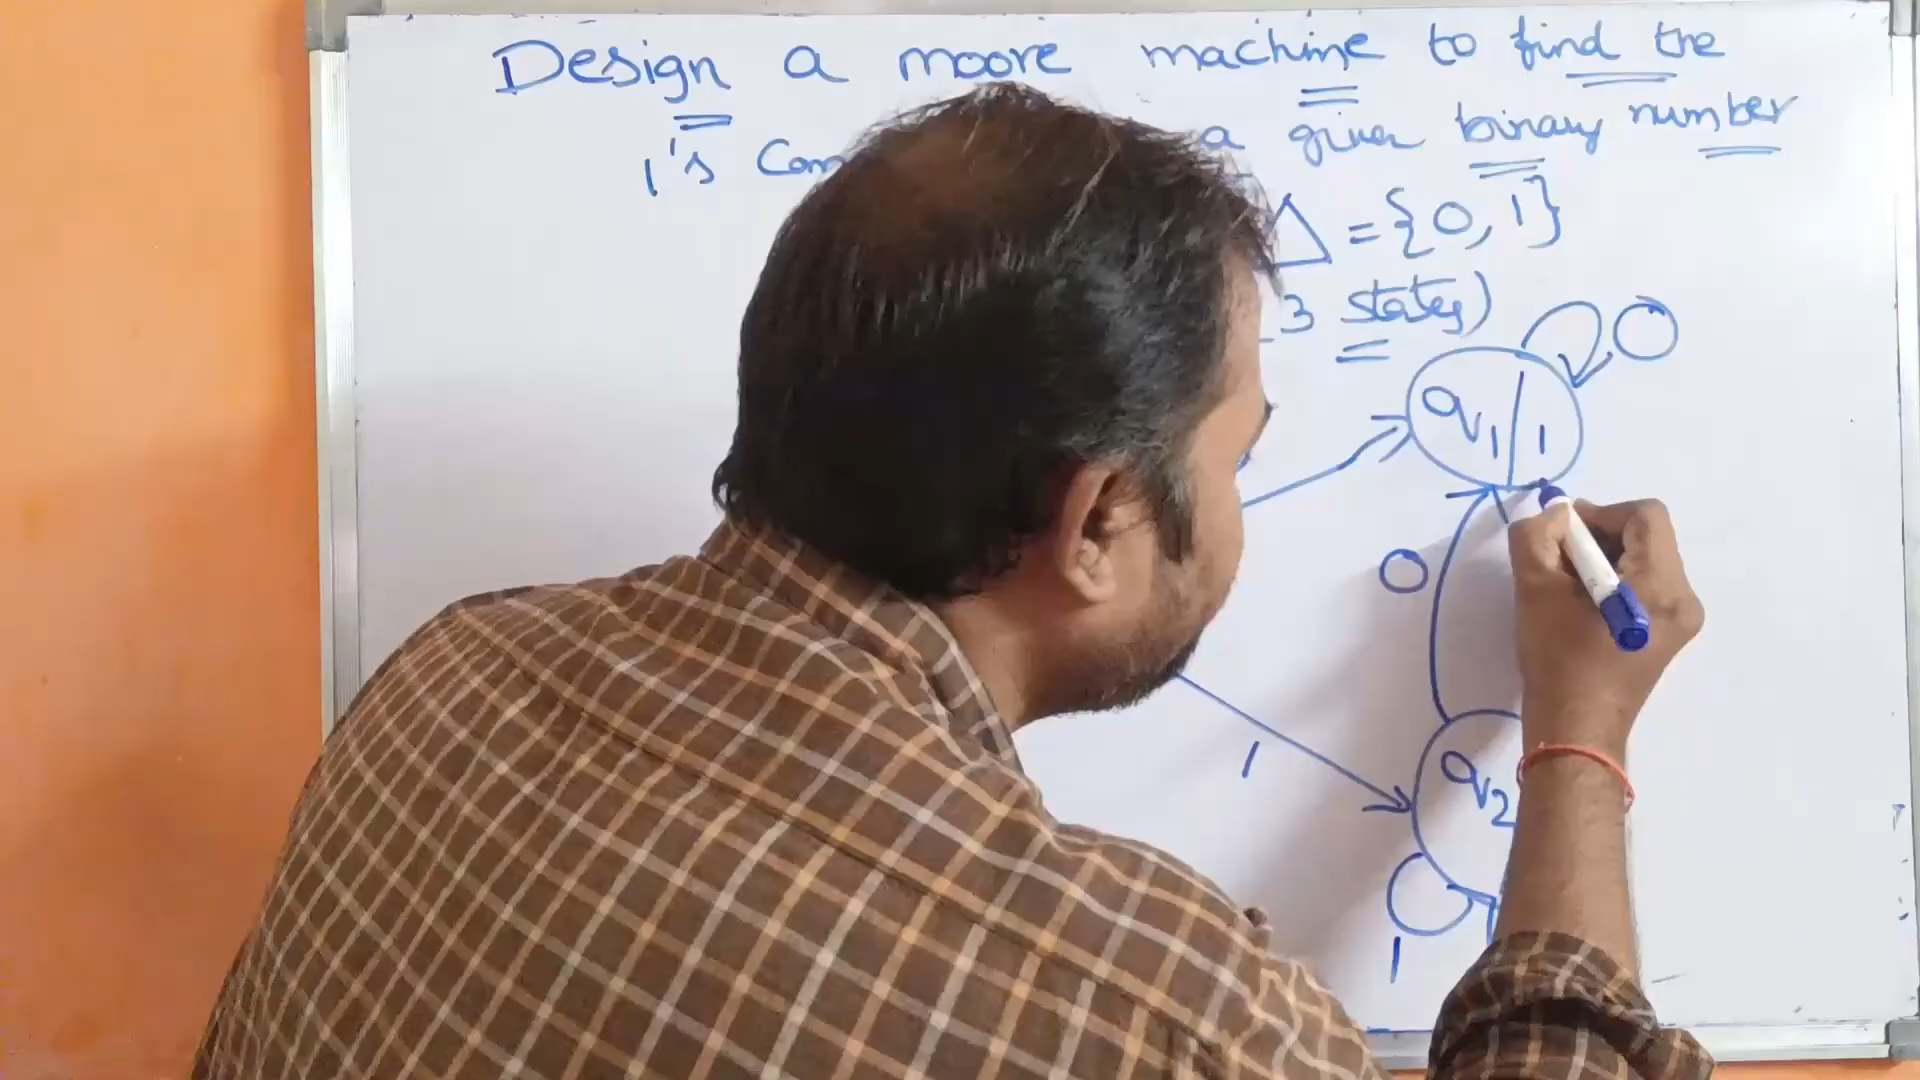 Design a moore machine to find the
1's a given binary number
Δ = {0, 1}
3 states)
0
q1 / 1
0
1
q2
1